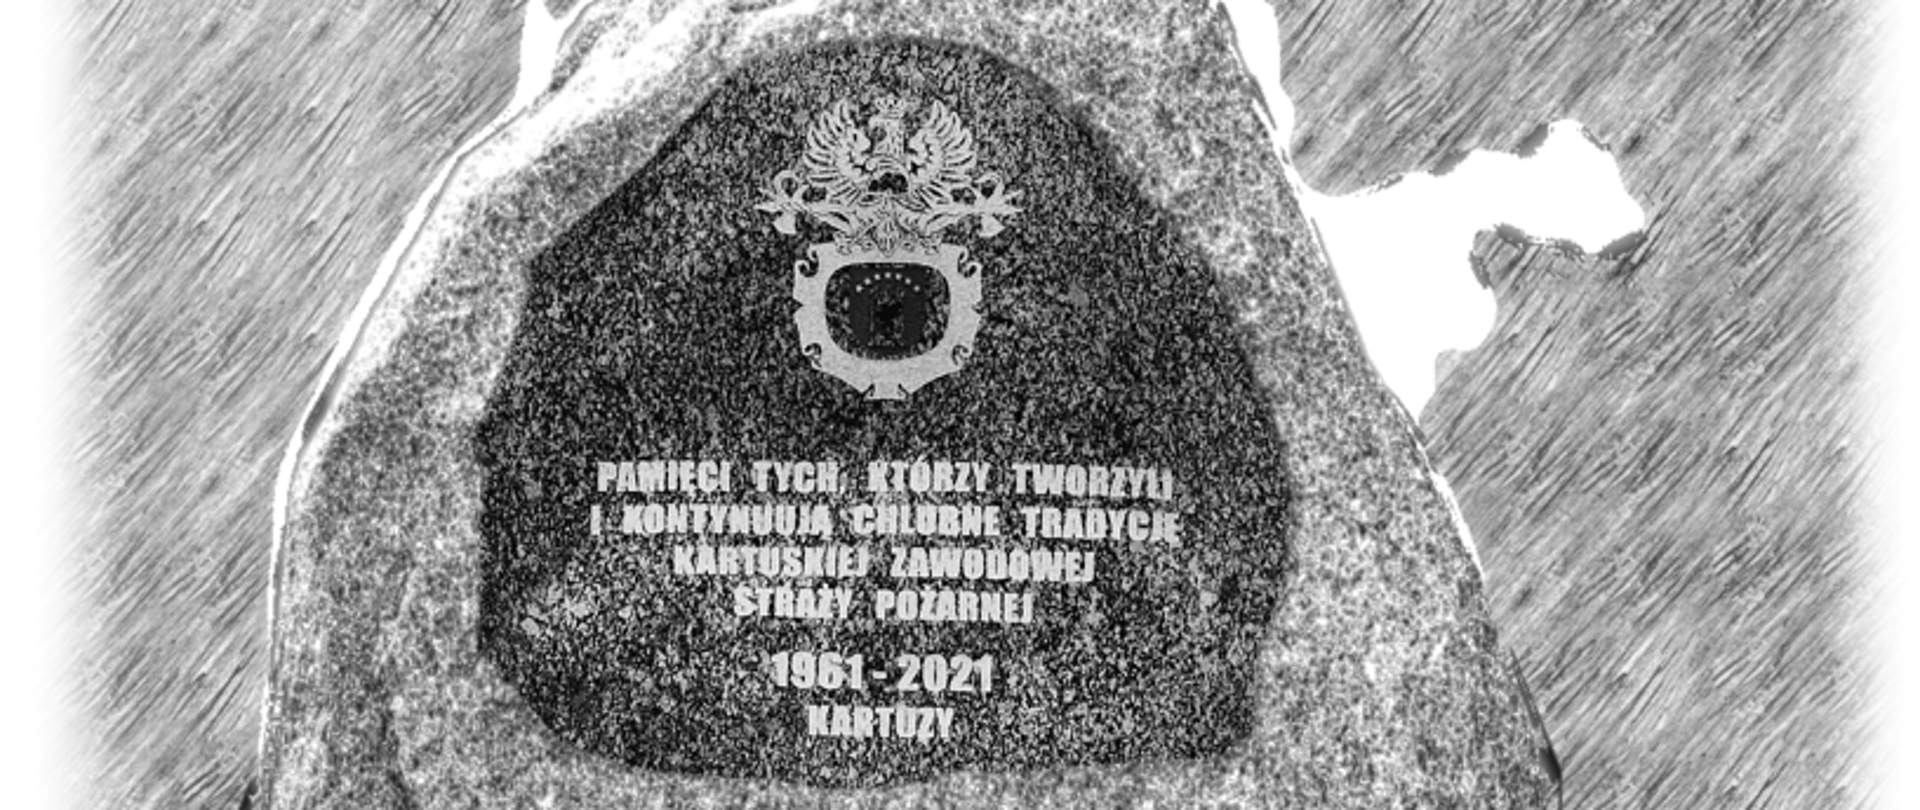 PAMIĘCI TYCH, KTÓRZY TWORZYLI
I KONTYNUUJĄ CHLUBNE TRADYCJE
KARTUSKIEJ ZAWODOWEJ
STRAŻY POŻARNEJ
1961-2021
KARTUZY